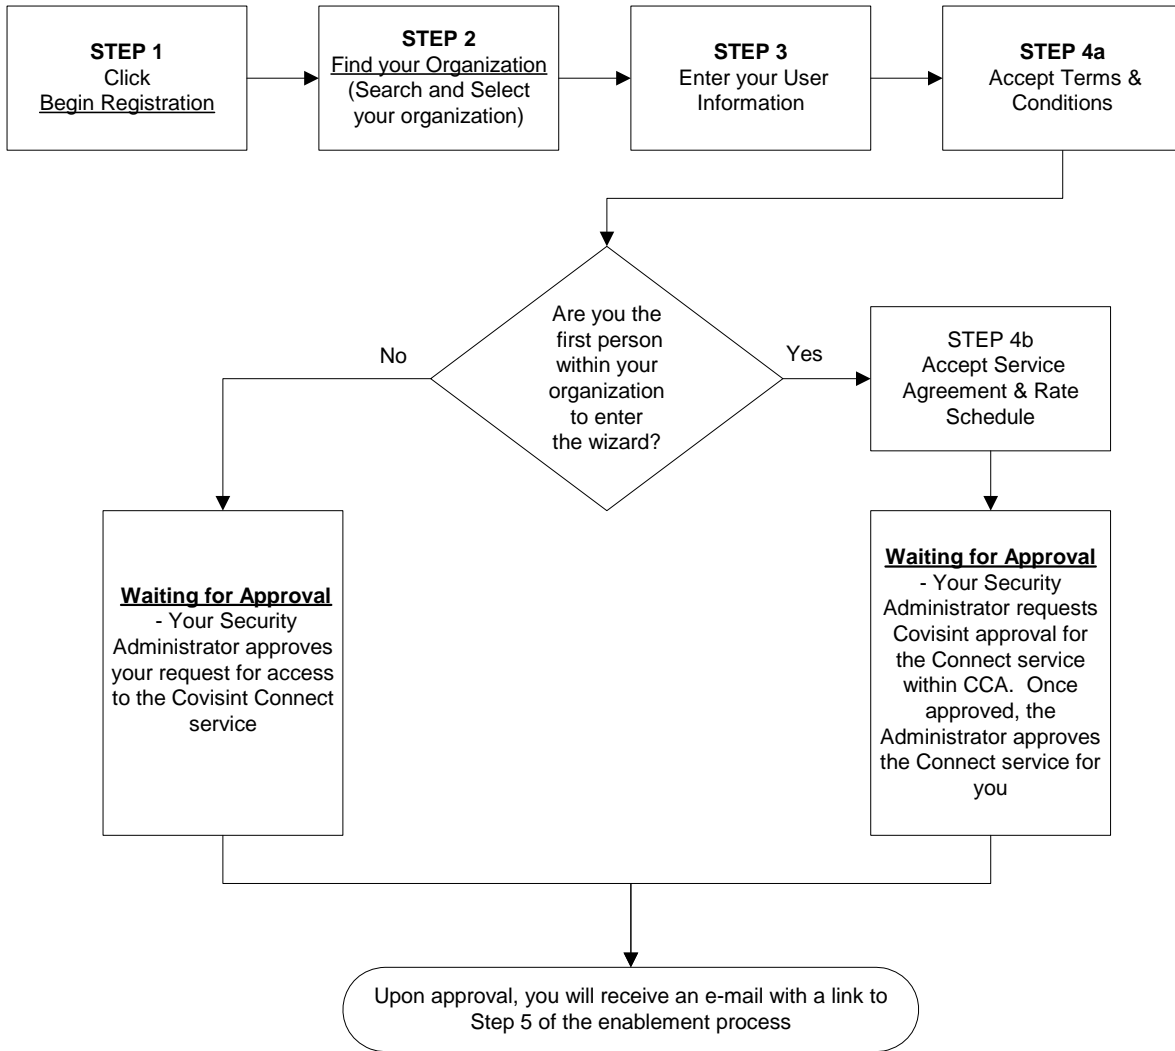 STEP 1
Click
Begin Registration
STEP 2
Find your Organization
(Search and Select
your organization)
STEP 3
Enter your User
Information
STEP 4a
Accept Terms &
Conditions
Are you the
first person
within your
organization
to enter
the wizard?
No
Yes
STEP 4b
Accept Service
Agreement & Rate
Schedule
Waiting for Approval
- Your Security
Administrator approves
your request for access
to the Covisint Connect
service
Waiting for Approval
- Your Security
Administrator requests
Covisint approval for
the Connect service
within CCA. Once
approved, the
Administrator approves
the Connect service for
you
Upon approval, you will receive an e-mail with a link to
Step 5 of the enablement process